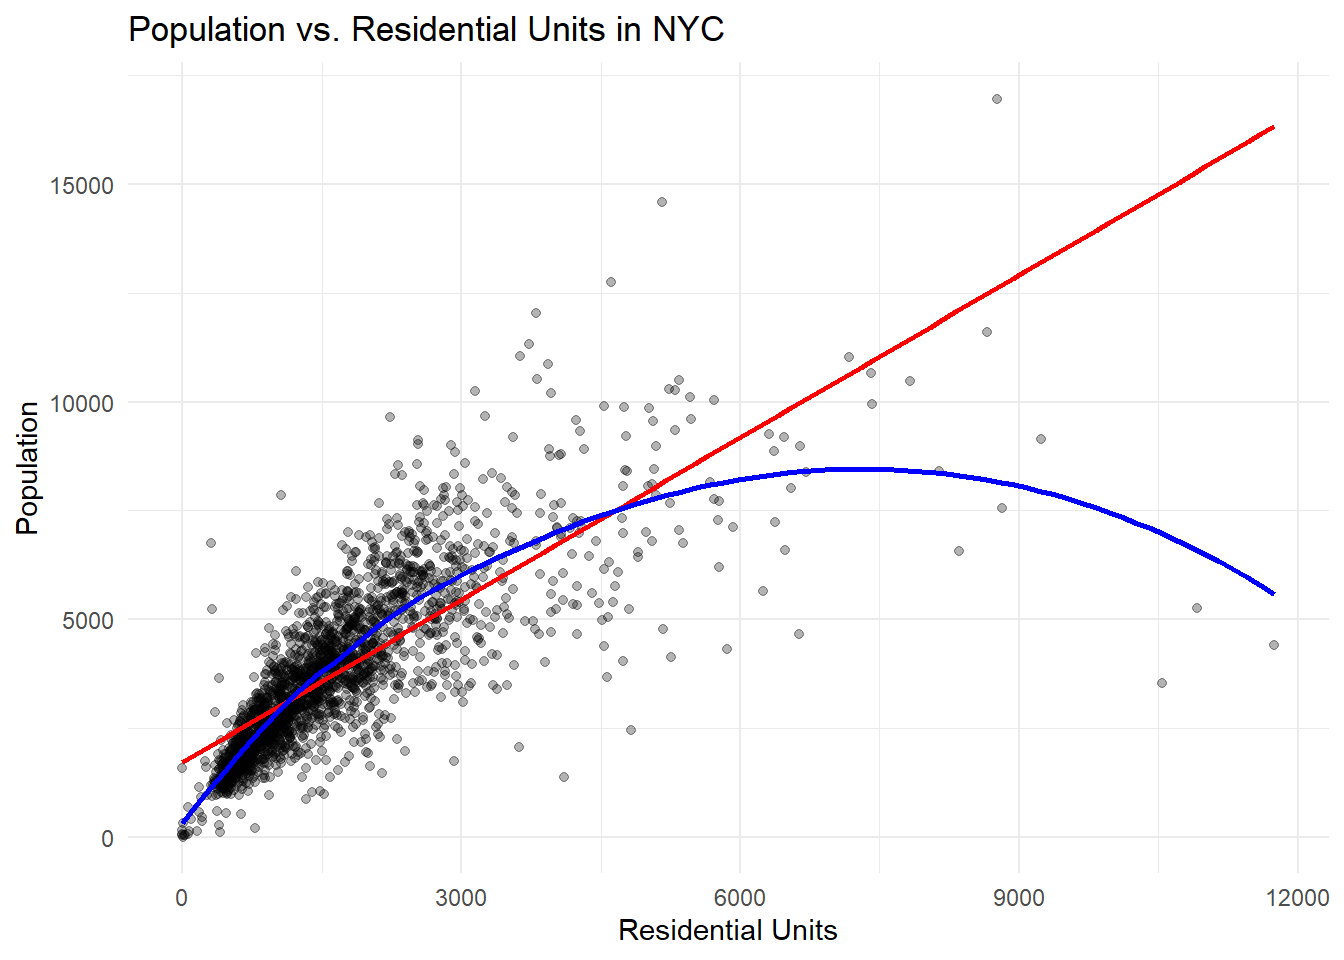 Population vs. Residential Units in NYC
15000
10000
5000
0
Population
0 3000 6000 9000 12000
Residential Units